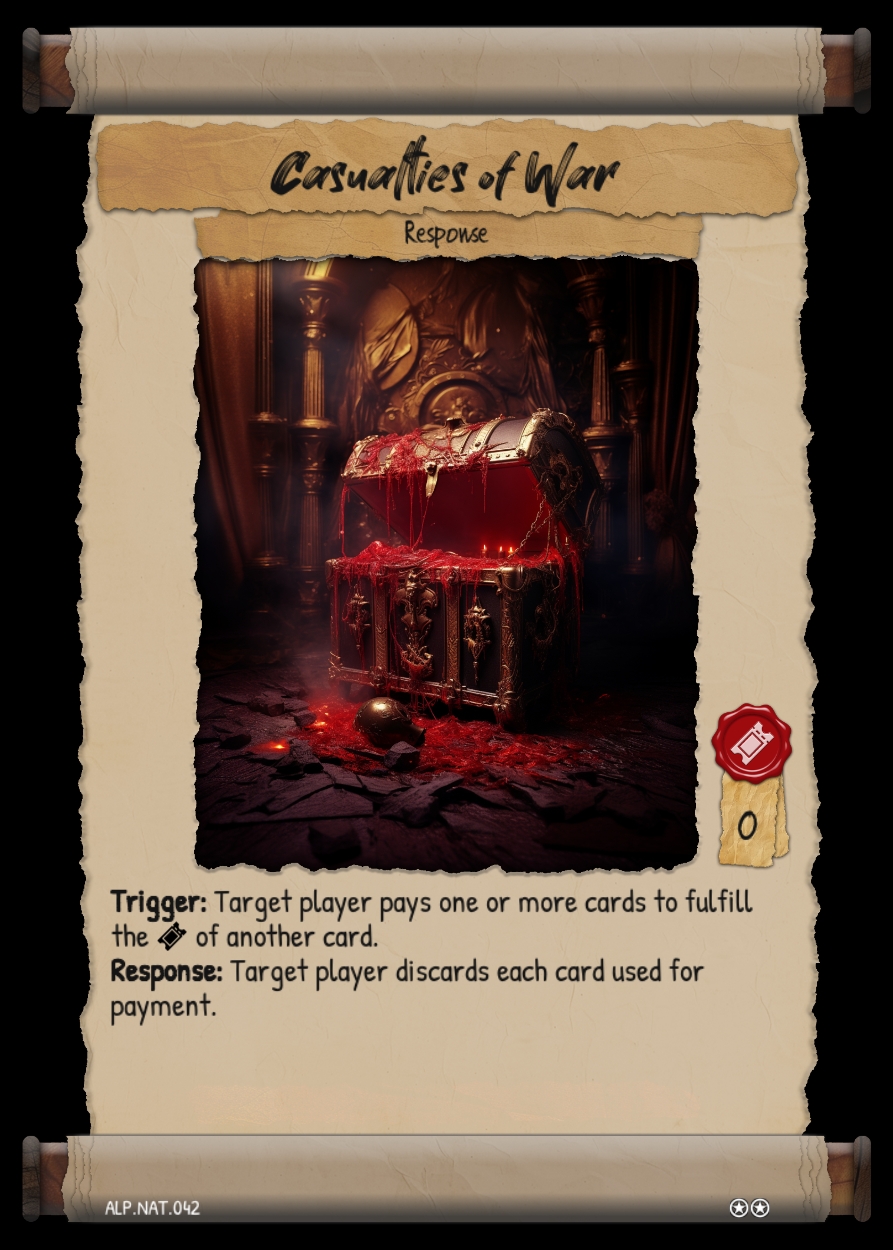 Casualties of War
Response
0
Trigger: Target player pays one or more cards to fulfill
the of another card.
Response: Target player discards each card used for
payment.
ALP.NAT.042